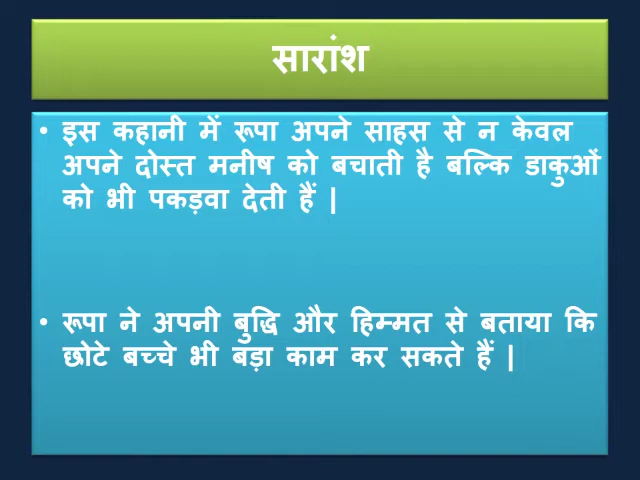 सारांश
• इस कहानी में रूपा अपने साहस से न केवल
अपने दोस्त मनीष को बचाती है बल्कि डाकुओं
को भी पकड़वा देती हैं |
• रूपा ने अपनी बुद्धि और हिम्मत से बताया कि
छोटे बच्चे भी बड़ा काम कर सकते हैं |